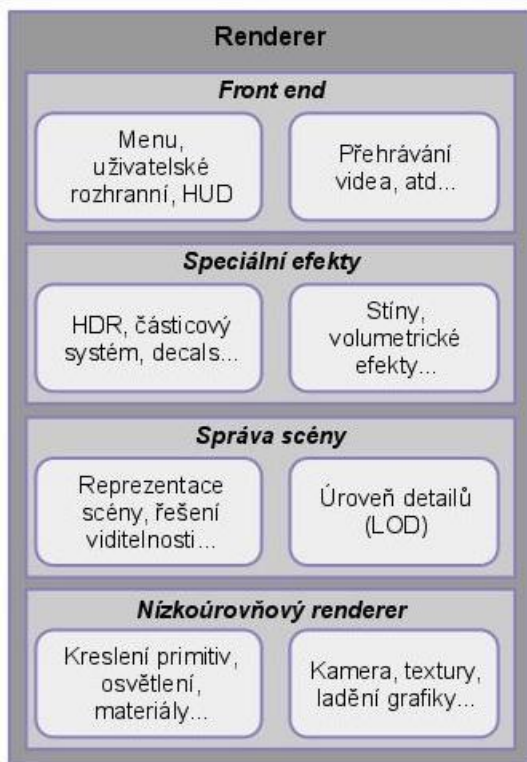 Renderer
Front end
Menu,
uživatelské
rozhranní, HUD
Přehrávání
videa, atd...
Speciální efekty
HDR, částicový
systém, decals...
Stíny,
volumetrické
efekty...
Správa scény
Reprezentace
scény, řešení
viditelnosti...
Úroveň detailů
(LOD)
Nízkoúrovňový renderer
Kreslení primitiv,
osvětlení,
materiály...
Kamera, textury,
ladění grafiky...